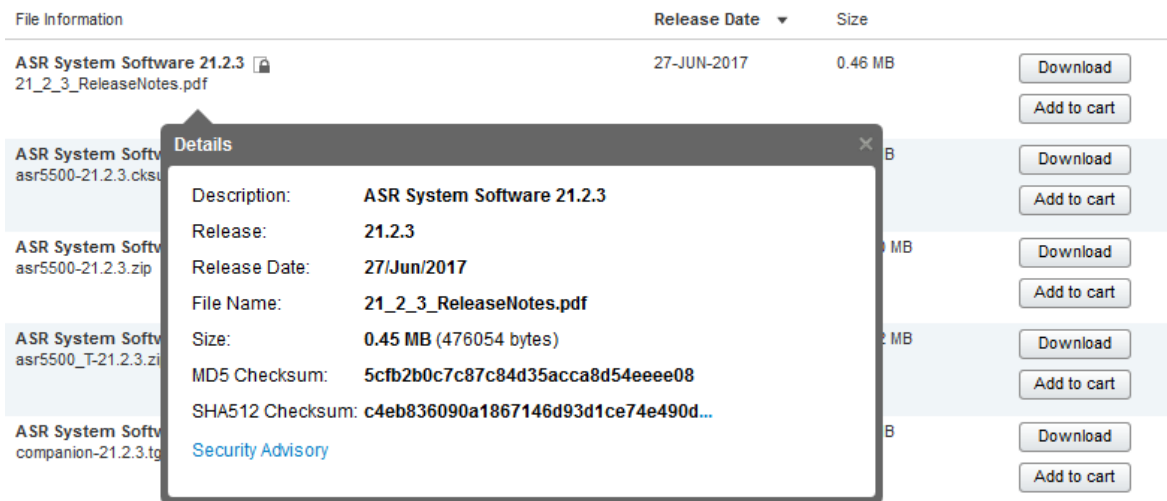 File Information Release Date Size
ASR System Software 21.2.3 27-JUN-2017 0.46 MB Download
21_2_3_ReleaseNotes.pdf
Add to cart
Details
Description: ASR System Software 21.2.3
Release: 21.2.3
Release Date: 27/Jun/2017
File Name: 21_2_3_ReleaseNotes.pdf
Size: 0.45 MB (476054 bytes)
MD5 Checksum: 5cfb2b0c7c87c84d35acca8d54eeee08
SHA512 Checksum: c4eb836090a1867146d93d1ce74e490d...
Security Advisory
ASR System Softw B Download
asr5500-21.2.3.cksu
Add to cart
ASR System Softw MB Download
asr5500-21.2.3.zip
Add to cart
ASR System Softw 2 MB Download
asr5500_T-21.2.3.zi
Add to cart
ASR System Softw B Download
companion-21.2.3.tg
Add to cart